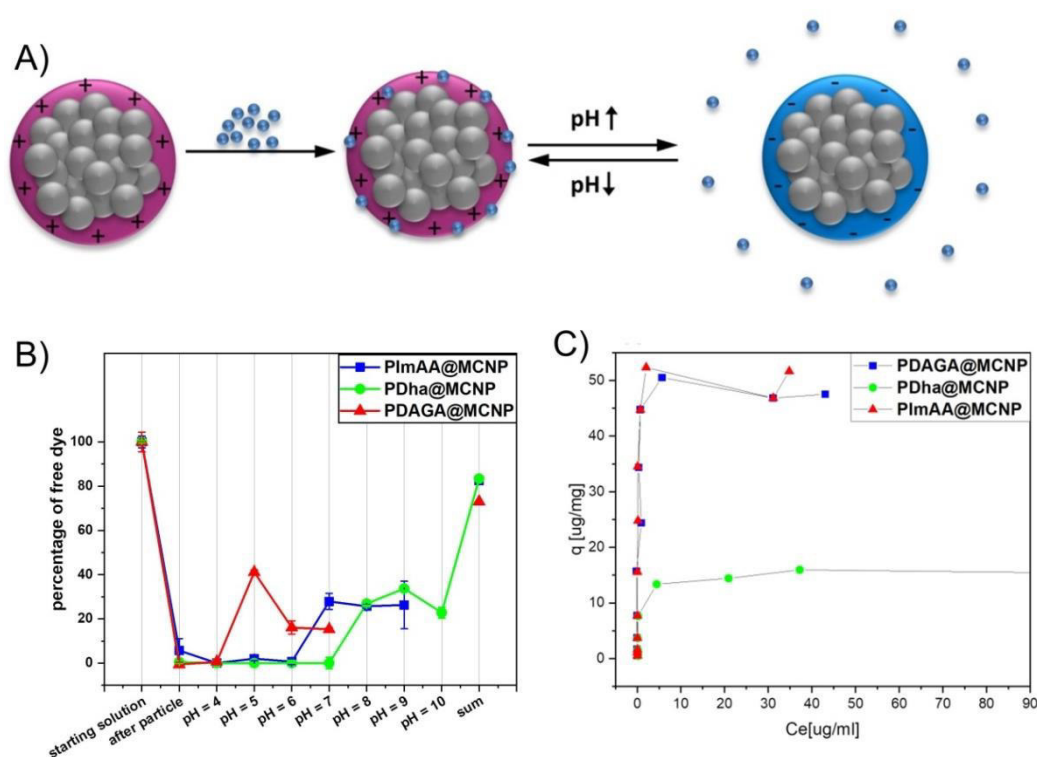 A)
+ + + + + + + + + +
pH ↑
pH ↓
- - - - - - - - - -
B)
PImAA@MCNP
PDha@MCNP
PDAGA@MCNP
percentage of free dye
100
80
60
40
20
0
starting solution
after particle
pH = 4
pH = 5
pH = 6
pH = 7
pH = 8
pH = 9
pH = 10
sum
C)
PDAGA@MCNP
PDha@MCNP
PImAA@MCNP
q [ug/mg]
50
40
30
20
10
0
0 10 20 30 40 50 60 70 80 90
Ce[ug/ml]